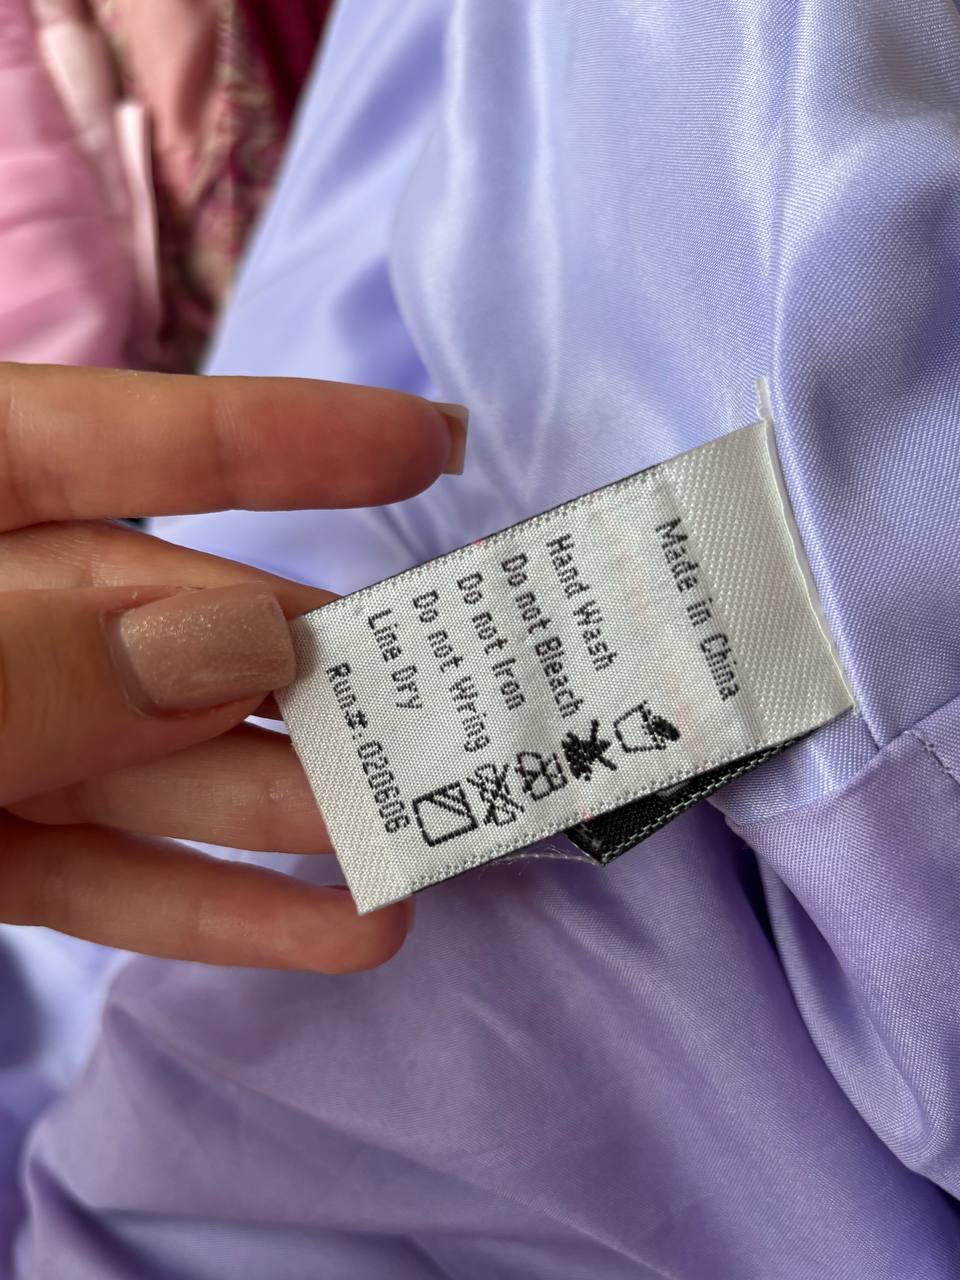 Made in China
Hand Wash
Do not Bleach
Do not Iron
Do not Wring
Line Dry
Run#:020606